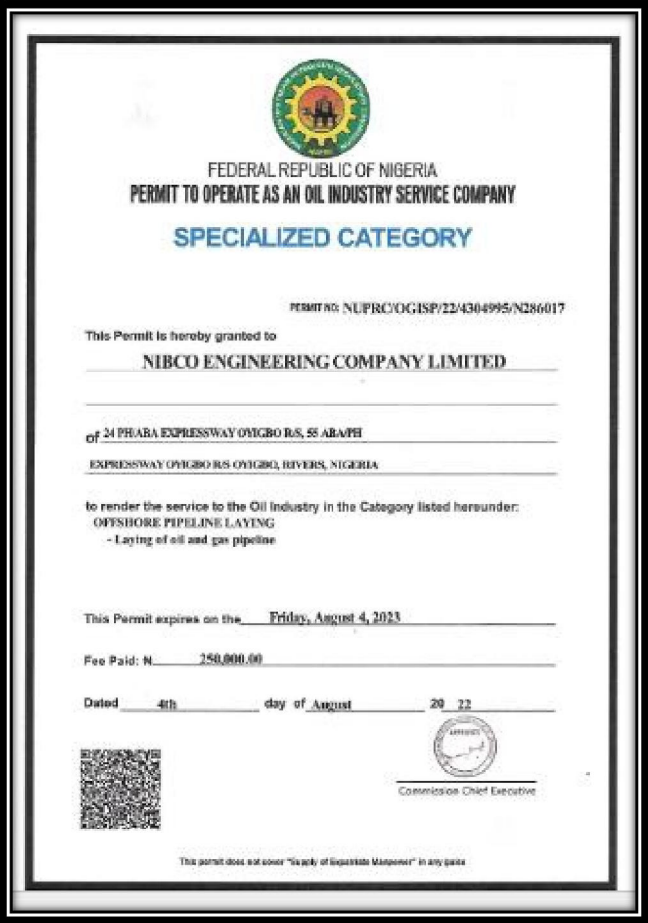 FEDERAL REPUBLIC OF NIGERIA
PERMIT TO OPERATE AS AN OIL INDUSTRY SERVICE COMPANY
SPECIALIZED CATEGORY
PERMIT NO: NUPRC/OGISP/22/4304995/N286017
This Permit is hereby granted to
NIBCO ENGINEERING COMPANY LIMITED
of 24 PH/ABA EXPRESSWAY OYIGBO R/S, 55 ABA/PH
EXPRESSWAY OYIGBO R/S OYIGBO, RIVERS, NIGERIA
to render the service to the Oil Industry in the Category listed hereunder:
OFFSHORE PIPELINE LAYING
- Laying of oil and gas pipeline
This Permit expires on the Friday, August 4, 2023
Fee Paid: N 250,000.00
Dated 4th day of August 20 22
APPROVED
Commission Chief Executive
This permit does not cover "Supply of Expatriate Manpower" in any guise